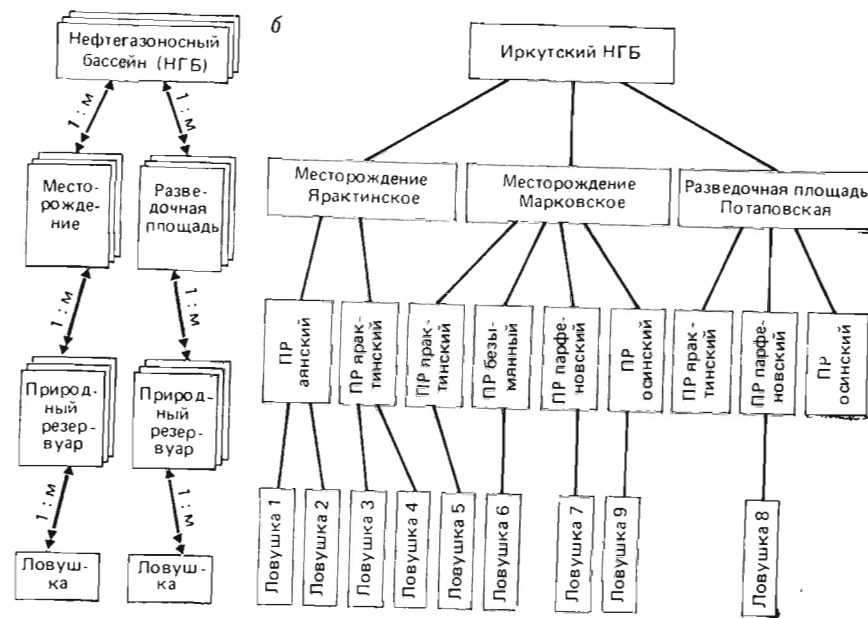 Нефтегазоносный
бассейн (НГБ)
1 : м
1 : м
Место-
рожде-
ние
Разве-
дочная
площадь
1 : м
1 : м
Природ-
ный
резер-
вуар
Природ-
ный
резер-
вуар
1 : м
1 : м
Ловуш-
ка
Ловуш-
ка
б
Иркутский НГБ
Месторождение
Ярактинское
Месторождение
Марковское
Разведочная площадь
Потаповская
ПР
аянский
ПР ярак-
тинский
ПР ярак-
тинский
ПР безы-
мянный
ПР парфе-
новский
ПР
осинский
ПР ярак-
тинский
ПР парфе-
новский
ПР
осинский
Ловушка 1
Ловушка 2
Ловушка 3
Ловушка 4
Ловушка 5
Ловушка 6
Ловушка 7
Ловушка 9
Ловушка 8